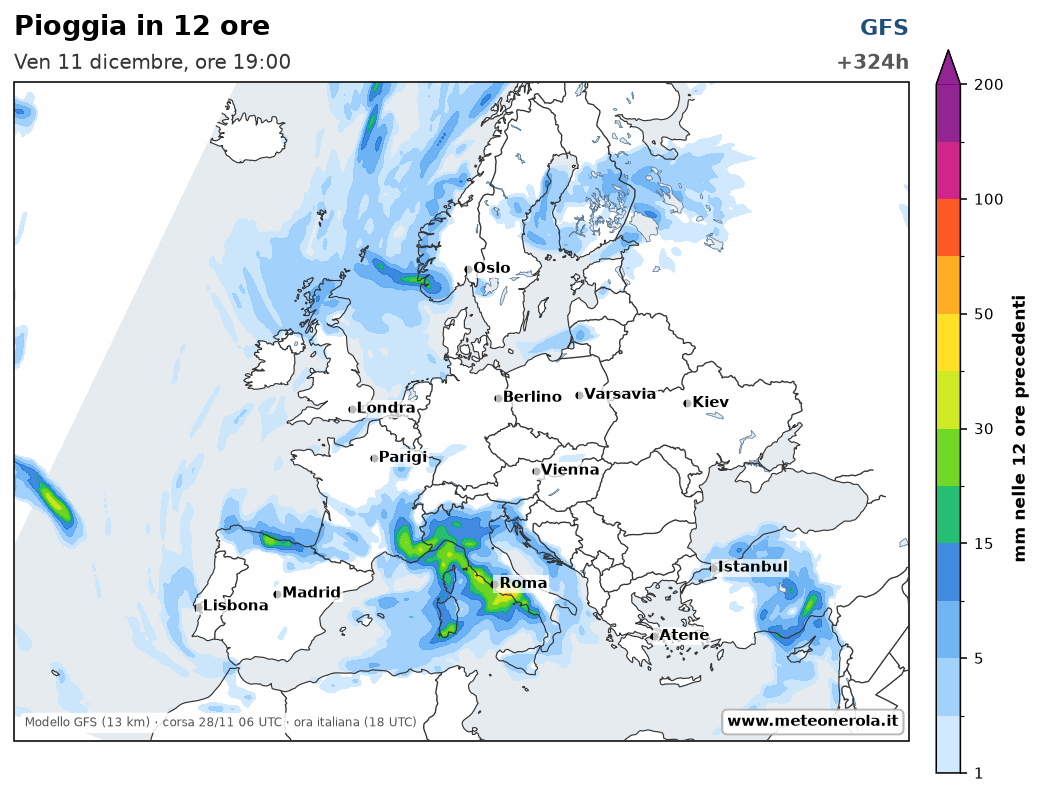 Pioggia in 12 ore
GFS
Ven 11 dicembre, ore 19:00
+324h
200
100
50
30
15
5
1
mm nelle 12 ore precedenti
Oslo
Berlino
Varsavia
Kiev
Londra
Parigi
Vienna
Istanbul
Roma
Madrid
Lisbona
Atene
Modello GFS (13 km) · corsa 28/11 06 UTC · ora italiana (18 UTC)
www.meteonerola.it